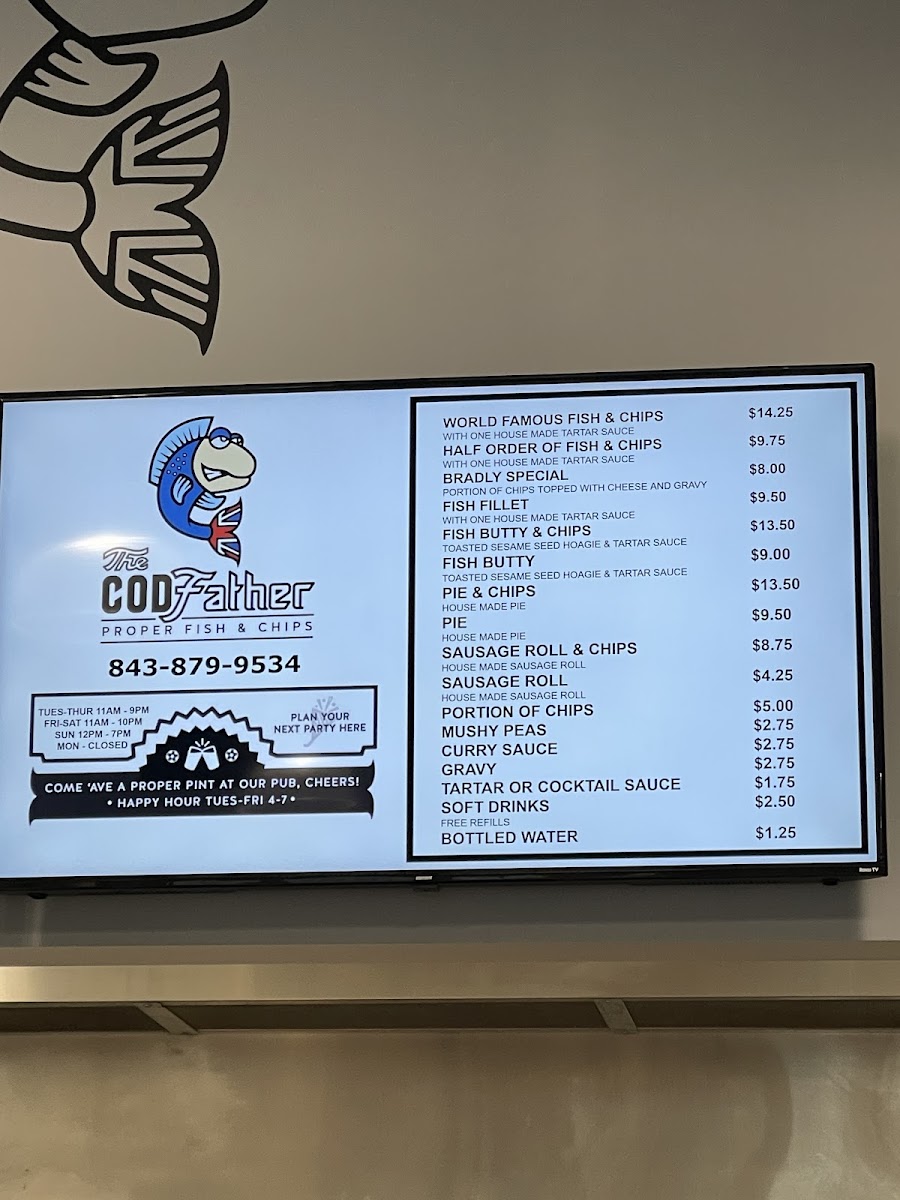 The
CODFather
PROPER FISH & CHIPS
843-879-9534
TUES-THUR 11AM - 9PM
FRI-SAT 11AM - 10PM
SUN 12PM - 7PM
MON - CLOSED
PLAN YOUR
NEXT PARTY HERE
COME 'AVE A PROPER PINT AT OUR PUB, CHEERS!
• HAPPY HOUR TUES-FRI 4-7 •
WORLD FAMOUS FISH & CHIPS $14.25
WITH ONE HOUSE MADE TARTAR SAUCE
HALF ORDER OF FISH & CHIPS $9.75
WITH ONE HOUSE MADE TARTAR SAUCE
BRADLY SPECIAL $8.00
PORTION OF CHIPS TOPPED WITH CHEESE AND GRAVY
FISH FILLET $9.50
WITH ONE HOUSE MADE TARTAR SAUCE
FISH BUTTY & CHIPS $13.50
TOASTED SESAME SEED HOAGIE & TARTAR SAUCE
FISH BUTTY $9.00
TOASTED SESAME SEED HOAGIE & TARTAR SAUCE
PIE & CHIPS $13.50
HOUSE MADE PIE
PIE $9.50
HOUSE MADE PIE
SAUSAGE ROLL & CHIPS $8.75
HOUSE MADE SAUSAGE ROLL
SAUSAGE ROLL $4.25
HOUSE MADE SAUSAGE ROLL
PORTION OF CHIPS $5.00
MUSHY PEAS $2.75
CURRY SAUCE $2.75
GRAVY $2.75
TARTAR OR COCKTAIL SAUCE $1.75
SOFT DRINKS $2.50
FREE REFILLS
BOTTLED WATER $1.25
Roku TV